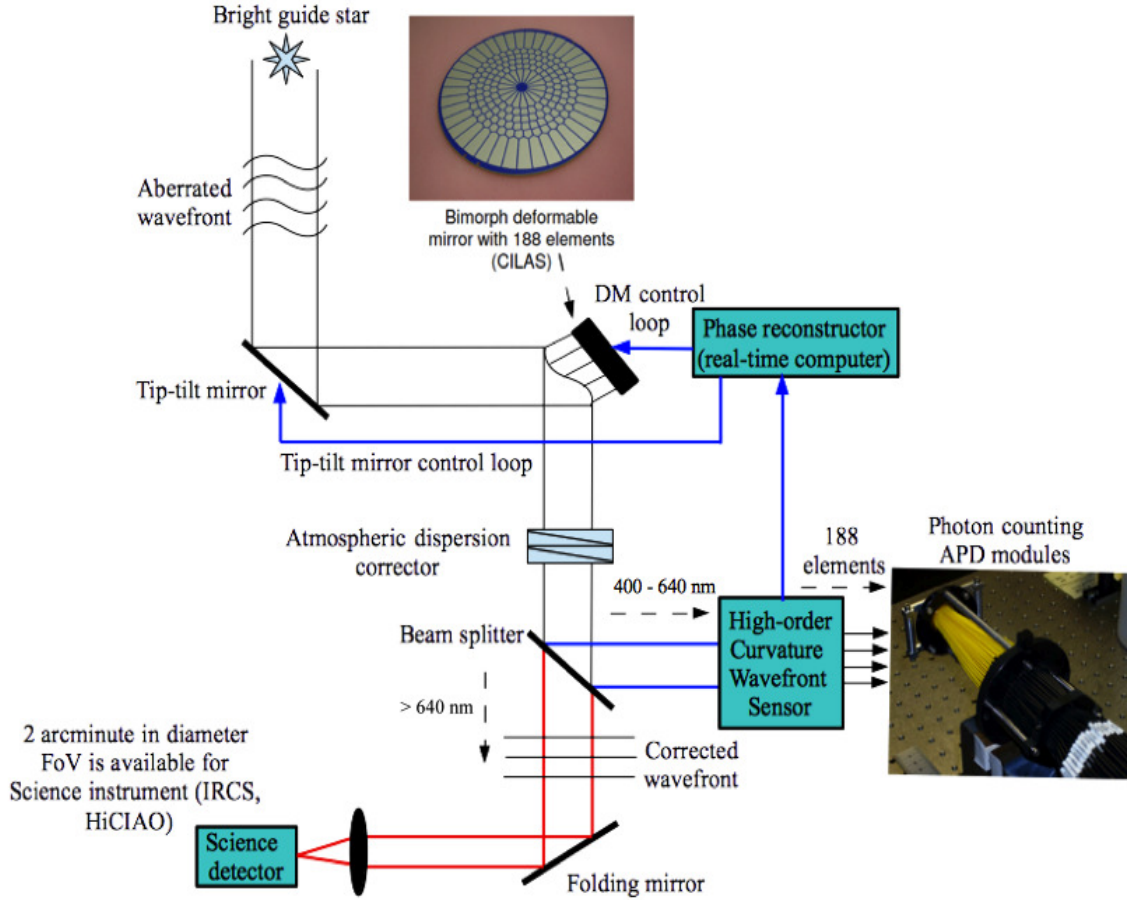 Bright guide star
Aberrated
wavefront
Bimorph deformable
mirror with 188 elements
(CILAS)
DM control
loop
Phase reconstructor
(real-time computer)
Tip-tilt mirror
Tip-tilt mirror control loop
Atmospheric dispersion
corrector
188
elements
Photon counting
APD modules
400 - 640 nm
High-order
Curvature
Wavefront
Sensor
Beam splitter
> 640 nm
Corrected
wavefront
2 arcminute in diameter
FoV is available for
Science instrument (IRCS,
HiCIAO)
Science
detector
Folding mirror